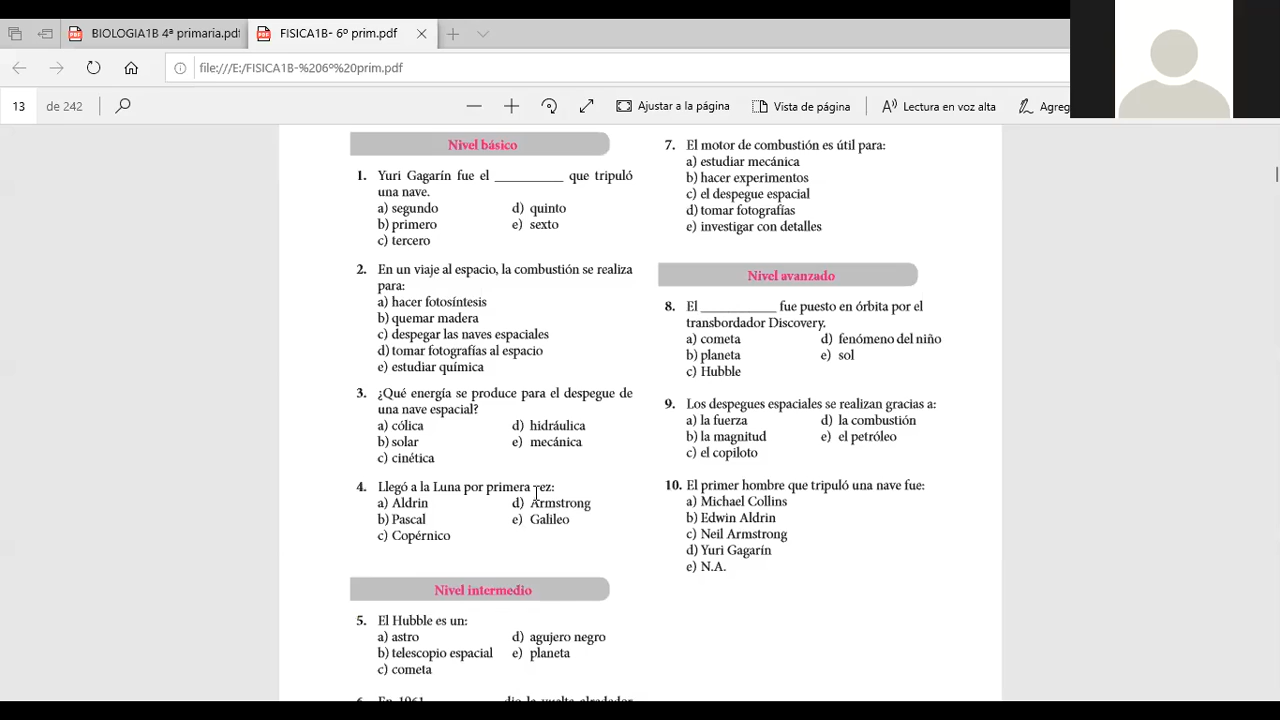 BIOLOGIA1B 4ª primaria.pdf
FISICA1B- 6º prim.pdf
file:///E:/FISICA1B-%206º%20prim.pdf
13 de 242
Ajustar a la página
Vista de página
Lectura en voz alta
Agreg
Nivel básico
1. Yuri Gagarín fue el __________ que tripuló
una nave.
a) segundo d) quinto
b) primero e) sexto
c) tercero
2. En un viaje al espacio, la combustión se realiza
para:
a) hacer fotosíntesis
b) quemar madera
c) despegar las naves espaciales
d) tomar fotografías al espacio
e) estudiar química
3. ¿Qué energía se produce para el despegue de
una nave espacial?
a) cólica d) hidráulica
b) solar e) mecánica
c) cinética
4. Llegó a la Luna por primera vez:
a) Aldrin d) Armstrong
b) Pascal e) Galileo
c) Copérnico
Nivel intermedio
5. El Hubble es un:
a) astro d) agujero negro
b) telescopio espacial e) planeta
c) cometa
6. En 1961 __________ dio la vuelta alrededor
7. El motor de combustión es útil para:
a) estudiar mecánica
b) hacer experimentos
c) el despegue espacial
d) tomar fotografías
e) investigar con detalles
Nivel avanzado
8. El ___________ fue puesto en órbita por el
transbordador Discovery.
a) cometa d) fenómeno del niño
b) planeta e) sol
c) Hubble
9. Los despegues espaciales se realizan gracias a:
a) la fuerza d) la combustión
b) la magnitud e) el petróleo
c) el copiloto
10. El primer hombre que tripuló una nave fue:
a) Michael Collins
b) Edwin Aldrin
c) Neil Armstrong
d) Yuri Gagarín
e) N.A.